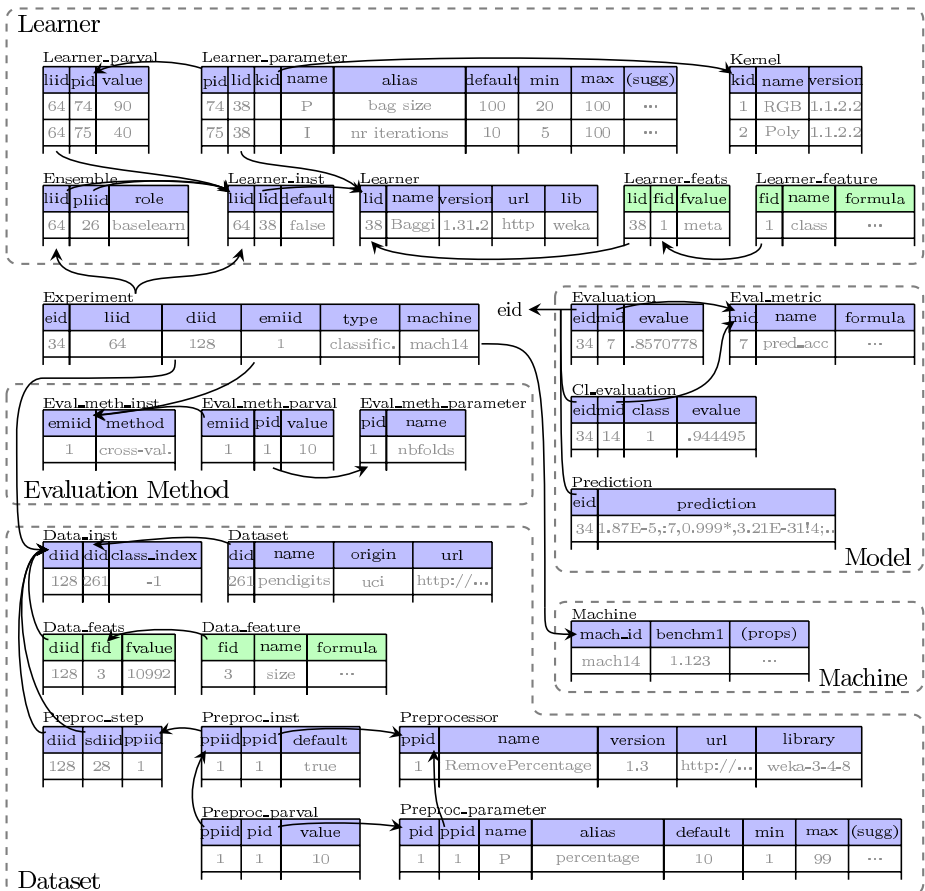 Learner
Learner_parval Learner_parameter Kernel
liid pid value pid lid kid name alias default min max (sugg) kid name version
64 74 90 74 38 P bag size 100 20 100 ... 1 RGB 1.1.2.2
64 75 40 75 38 I nr iterations 10 5 100 ... 2 Poly 1.1.2.2
Ensemble Learner_inst Learner Learner_feats Learner_feature
liid pliid role liid lid default lid name version url lib lid fid fvalue fid name formula
64 26 baselearn 64 38 false 38 Baggi 1.31.2 http weka 38 1 meta 1 class ...
Experiment eid Evaluation Eval_metric
eid liid diid emiid type machine eid mid evalue mid name formula
34 64 128 1 classific. mach14 34 7 .8570778 7 pred_acc ...
Eval_meth_inst Eval_meth_parval Eval_meth_parameter Cl_evaluation
emiid method emiid pid value pid name eid mid class evalue
1 cross-val. 1 1 10 1 nbfolds 34 14 1 .944495
Evaluation Method Prediction
eid prediction
34 1.87E-5,:7,0.999*,3.21E-31!4;..
Model
Data_inst Dataset
diid did class_index did name origin url
128 261 -1 261 pendigits uci http://...
Data_feats Data_feature Machine
diid fid fvalue fid name formula mach_id benchm1 (props)
128 3 10992 3 size ... mach14 1.123 ...
Machine
Preproc_step Preproc_inst Preprocessor
diid sdiid ppiid ppiid ppid default ppid name version url library
128 28 1 1 1 true 1 RemovePercentage 1.3 http://... weka-3-4-8
Preproc_parval Preproc_parameter
ppiid pid value pid ppid name alias default min max (sugg)
1 1 10 1 1 P percentage 10 1 99 ...
Dataset